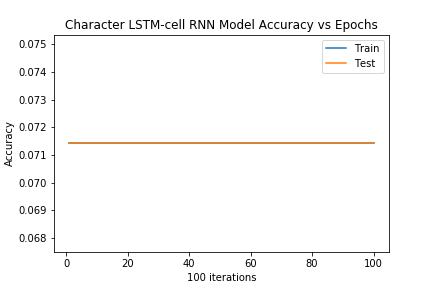 Character LSTM-cell RNN Model Accuracy vs Epochs
0.075
0.074
0.073
0.072
0.071
0.070
0.069
0.068
Accuracy
Train
Test
0 20 40 60 80 100
100 iterations